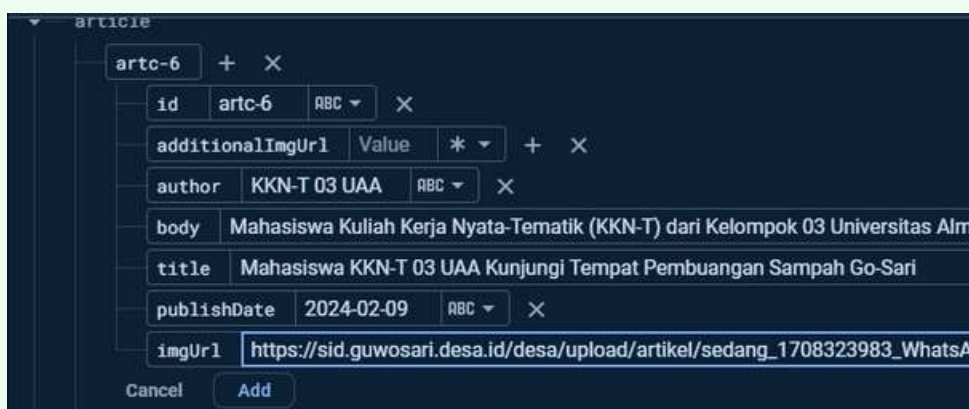 article
artc-6 + ×
id artc-6 ABC ×
additionalImgUrl Value * + ×
author KKN-T 03 UAA ABC ×
body Mahasiswa Kuliah Kerja Nyata-Tematik (KKN-T) dari Kelompok 03 Universitas Alm
title Mahasiswa KKN-T 03 UAA Kunjungi Tempat Pembuangan Sampah Go-Sari
publishDate 2024-02-09 ABC ×
imgUrl https://sid.guwosari.desa.id/desa/upload/artikel/sedang_1708323983_WhatsA
Cancel Add